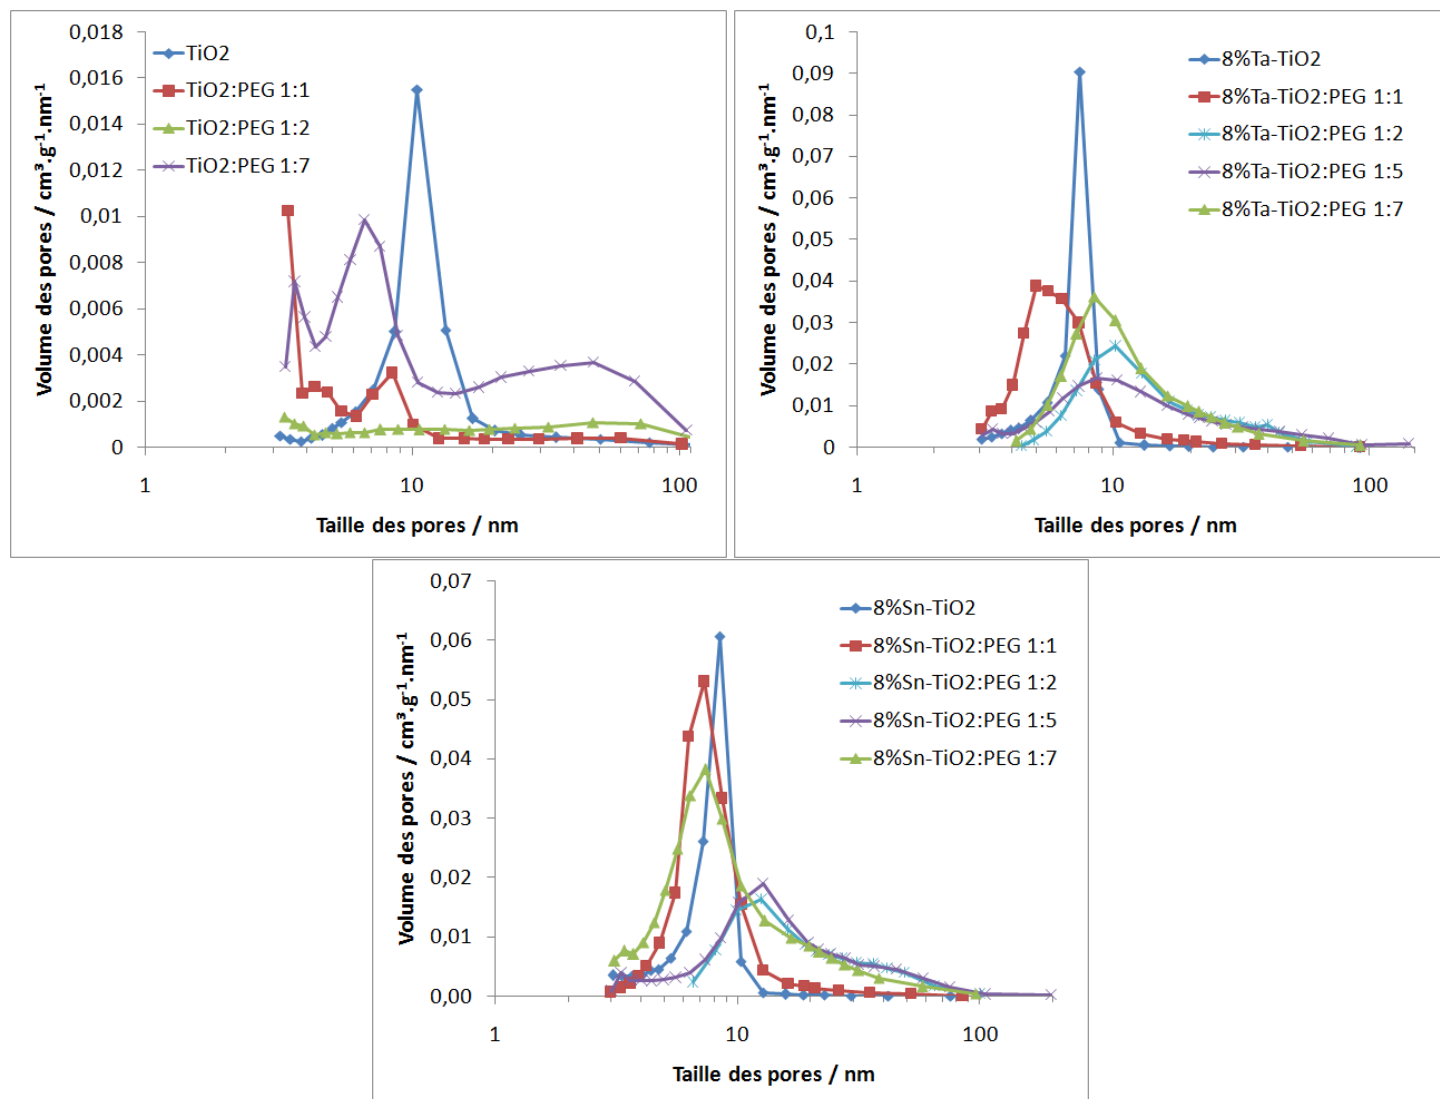 0,018
0,016
0,014
0,012
0,01
0,008
0,006
0,004
0,002
0
Volume des pores / cm³.g⁻¹.nm⁻¹
TiO2
TiO2:PEG 1:1
TiO2:PEG 1:2
TiO2:PEG 1:7
1 10 100
Taille des pores / nm
0,1
0,09
0,08
0,07
0,06
0,05
0,04
0,03
0,02
0,01
0
Volume des pores / cm³.g⁻¹.nm⁻¹
8%Ta-TiO2
8%Ta-TiO2:PEG 1:1
8%Ta-TiO2:PEG 1:2
8%Ta-TiO2:PEG 1:5
8%Ta-TiO2:PEG 1:7
1 10 100
Taille des pores / nm
0,07
0,06
0,05
0,04
0,03
0,02
0,01
0,00
Volume des pores / cm³.g⁻¹.nm⁻¹
8%Sn-TiO2
8%Sn-TiO2:PEG 1:1
8%Sn-TiO2:PEG 1:2
8%Sn-TiO2:PEG 1:5
8%Sn-TiO2:PEG 1:7
1 10 100
Taille des pores / nm